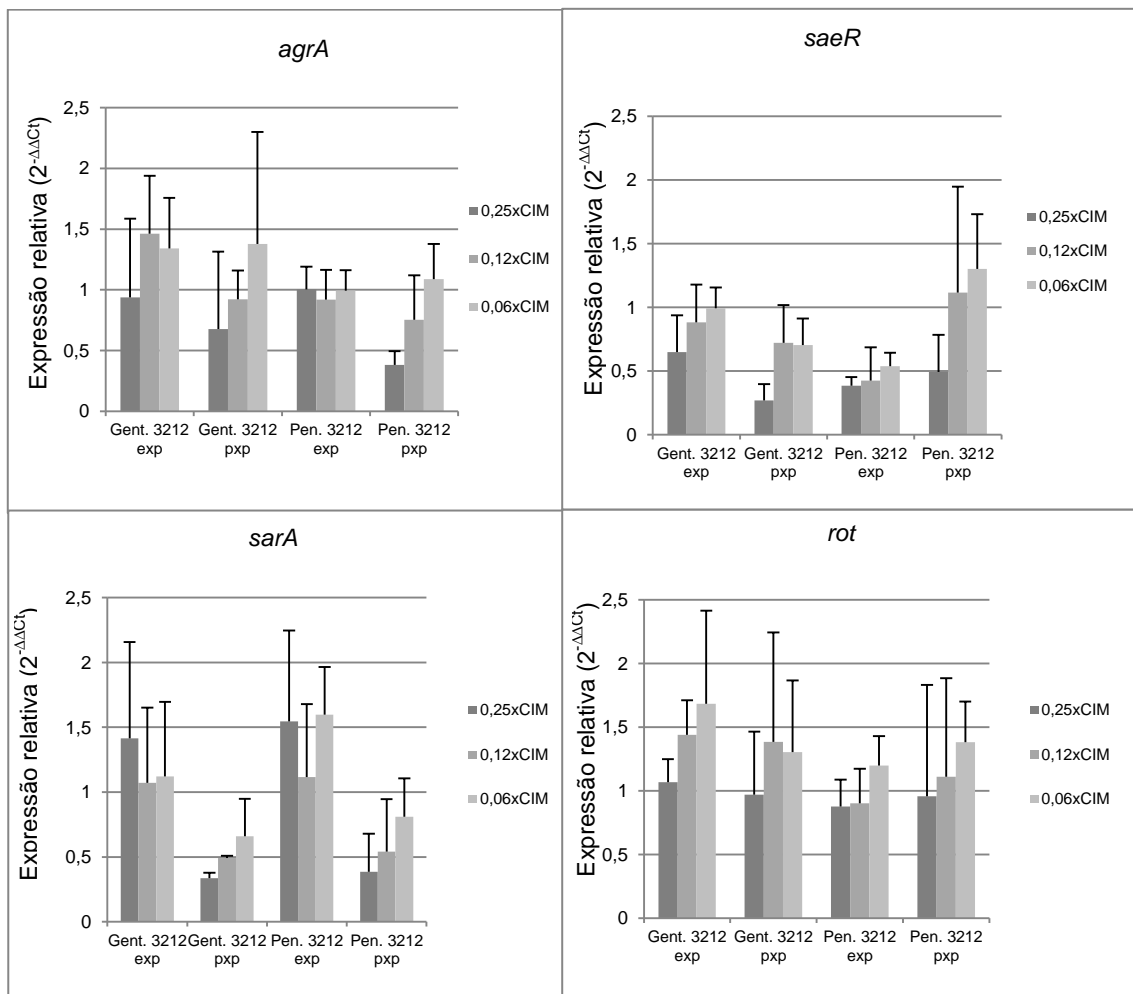 agrA
Expressão relativa (2-ΔΔCt)
2,5
2
1,5
1
0,5
0
Gent. 3212 exp
Gent. 3212 pxp
Pen. 3212 exp
Pen. 3212 pxp
0,25xCIM
0,12xCIM
0,06xCIM
saeR
Expressão relativa (2-ΔΔCt)
2,5
2
1,5
1
0,5
0
Gent. 3212 exp
Gent. 3212 pxp
Pen. 3212 exp
Pen. 3212 pxp
0,25xCIM
0,12xCIM
0,06xCIM
sarA
Expressão relativa (2-ΔΔCt)
2,5
2
1,5
1
0,5
0
Gent. 3212 exp
Gent. 3212 pxp
Pen. 3212 exp
Pen. 3212 pxp
0,25xCIM
0,12xCIM
0,06xCIM
rot
Expressão relativa (2-ΔΔCt)
2,5
2
1,5
1
0,5
0
Gent. 3212 exp
Gent. 3212 pxp
Pen. 3212 exp
Pen. 3212 pxp
0,25xCIM
0,12xCIM
0,06xCIM